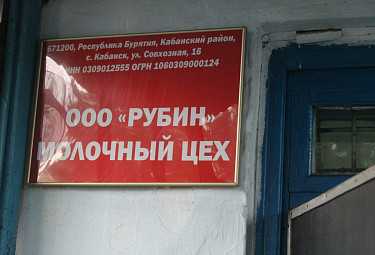 671200, Республика Бурятия, Кабанский район,
с. Кабанск, ул. Совхозная, 16
ИНН 0309012555 ОГРН 1060309000124
ООО «РУБИН»
МОЛОЧНЫЙ ЦЕХ